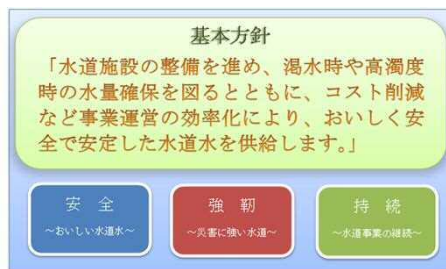 基本方針
「水道施設の整備を進め、渇水時や高濁度
時の水量確保を図るとともに、コスト削減
など事業運営の効率化により、おいしく安
全で安定した水道水を供給します。」
安 全
～おいしい水道水～
強 靭
～災害に強い水道～
持 続
～水道事業の継続～